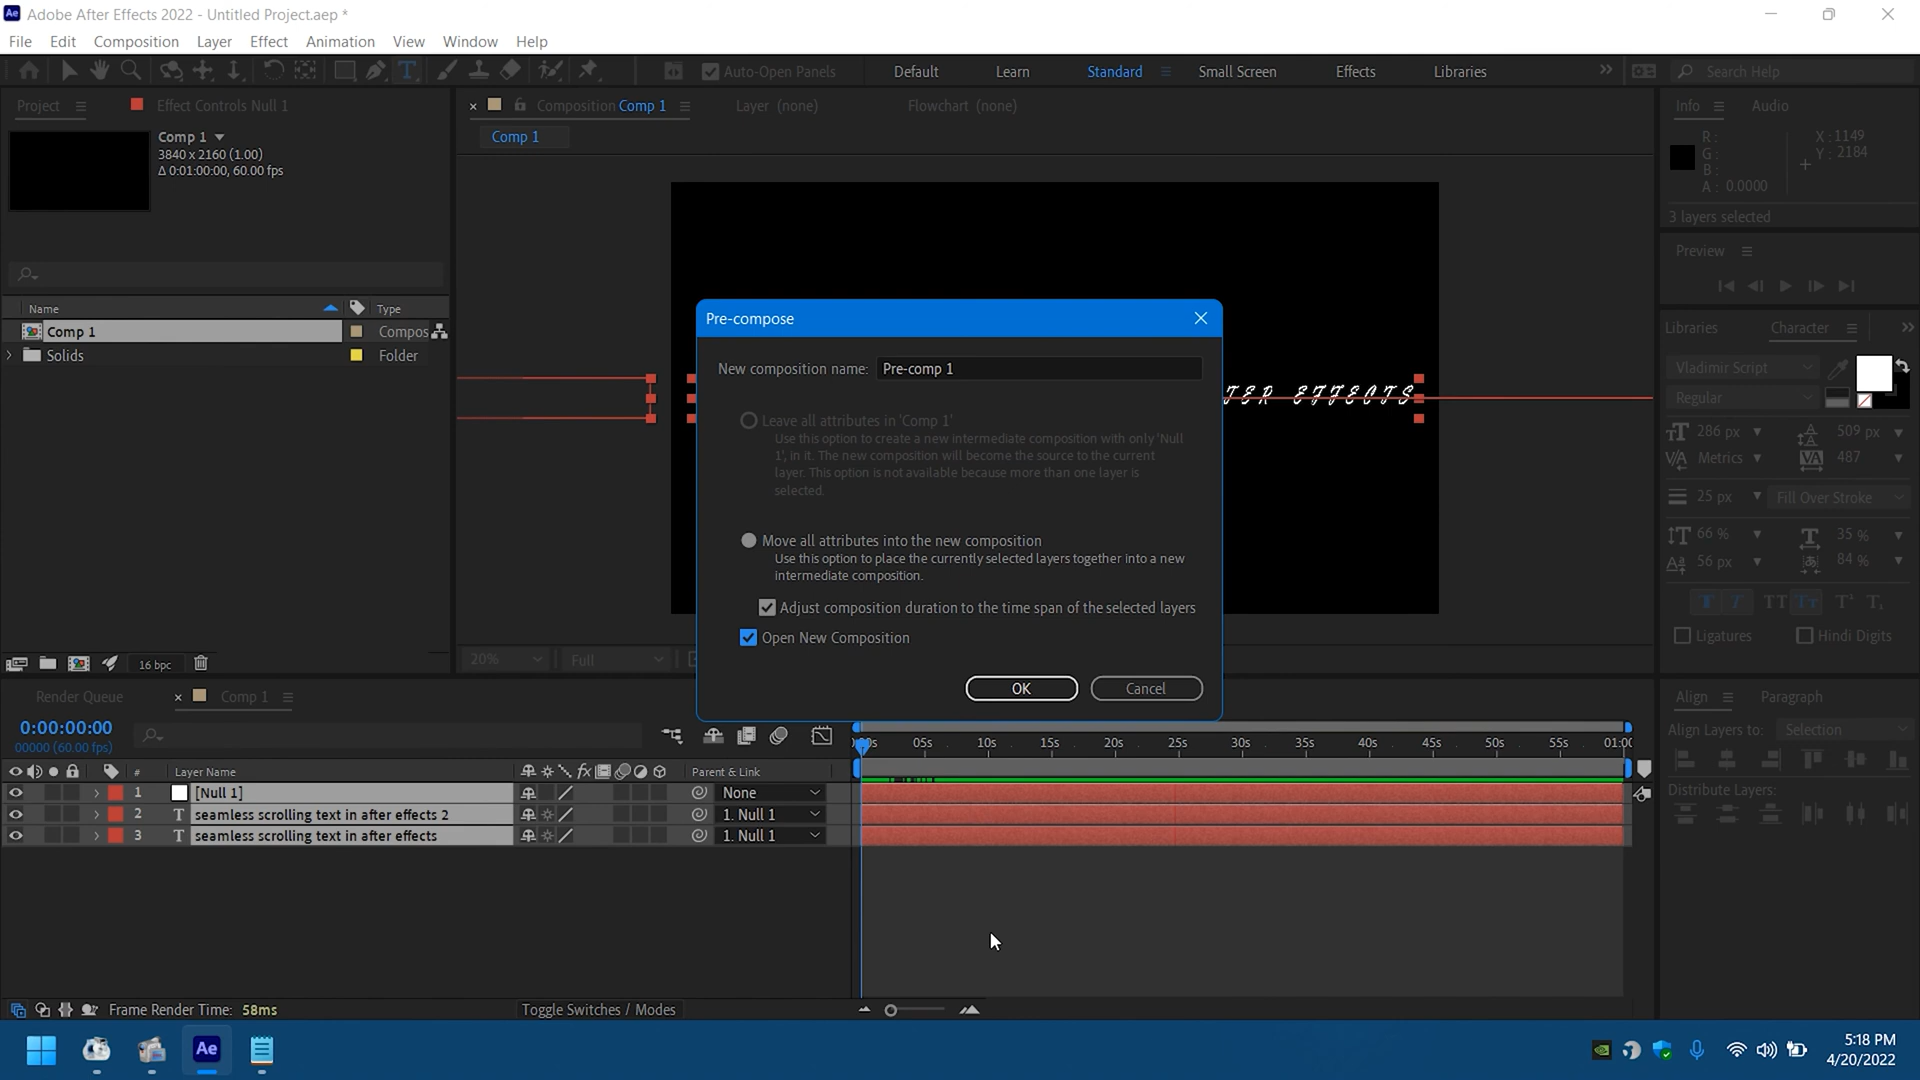 Ae Adobe After Effects 2022 - Untitled Project.aep *
File Edit Composition Layer Effect Animation View Window Help
Auto-Open Panels Default Learn Standard Small Screen Effects Libraries Search Help
Project Effect Controls Null 1
Comp 1
3840 x 2160 (1.00)
Δ 0:01:00:00, 60.00 fps
Name Type
Comp 1 Compos
Solids Folder
16 bpc
Composition Comp 1 Layer (none) Flowchart (none)
Comp 1
TER EFFECTS
20% Full
Pre-compose
New composition name: Pre-comp 1
Leave all attributes in 'Comp 1'
Use this option to create a new intermediate composition with only 'Null
1', in it. The new composition will become the source to the current
layer. This option is not available because more than one layer is
selected.
Move all attributes into the new composition
Use this option to place the currently selected layers together into a new
intermediate composition.
Adjust composition duration to the time span of the selected layers
Open New Composition
OK Cancel
Info Audio
R: X: 1149
G: Y: 2184
B:
A: 0.0000
3 layers selected
Preview
Libraries Character
Vladimir Script
Regular
286 px 509 px
Metrics 487
25 px Fill Over Stroke
66 % 35 %
56 px 84 %
Ligatures Hindi Digits
Align Paragraph
Align Layers to: Selection
Distribute Layers:
Render Queue Comp 1
0:00:00:00
00000 (60.00 fps)
05s 10s 15s 20s 25s 30s 35s 40s 45s 50s 55s 01:0
# Layer Name Parent & Link
1 [Null 1] None
2 seamless scrolling text in after effects 2 1. Null 1
3 seamless scrolling text in after effects 1. Null 1
Frame Render Time: 58ms Toggle Switches / Modes
Ae
5:18 PM
4/20/2022